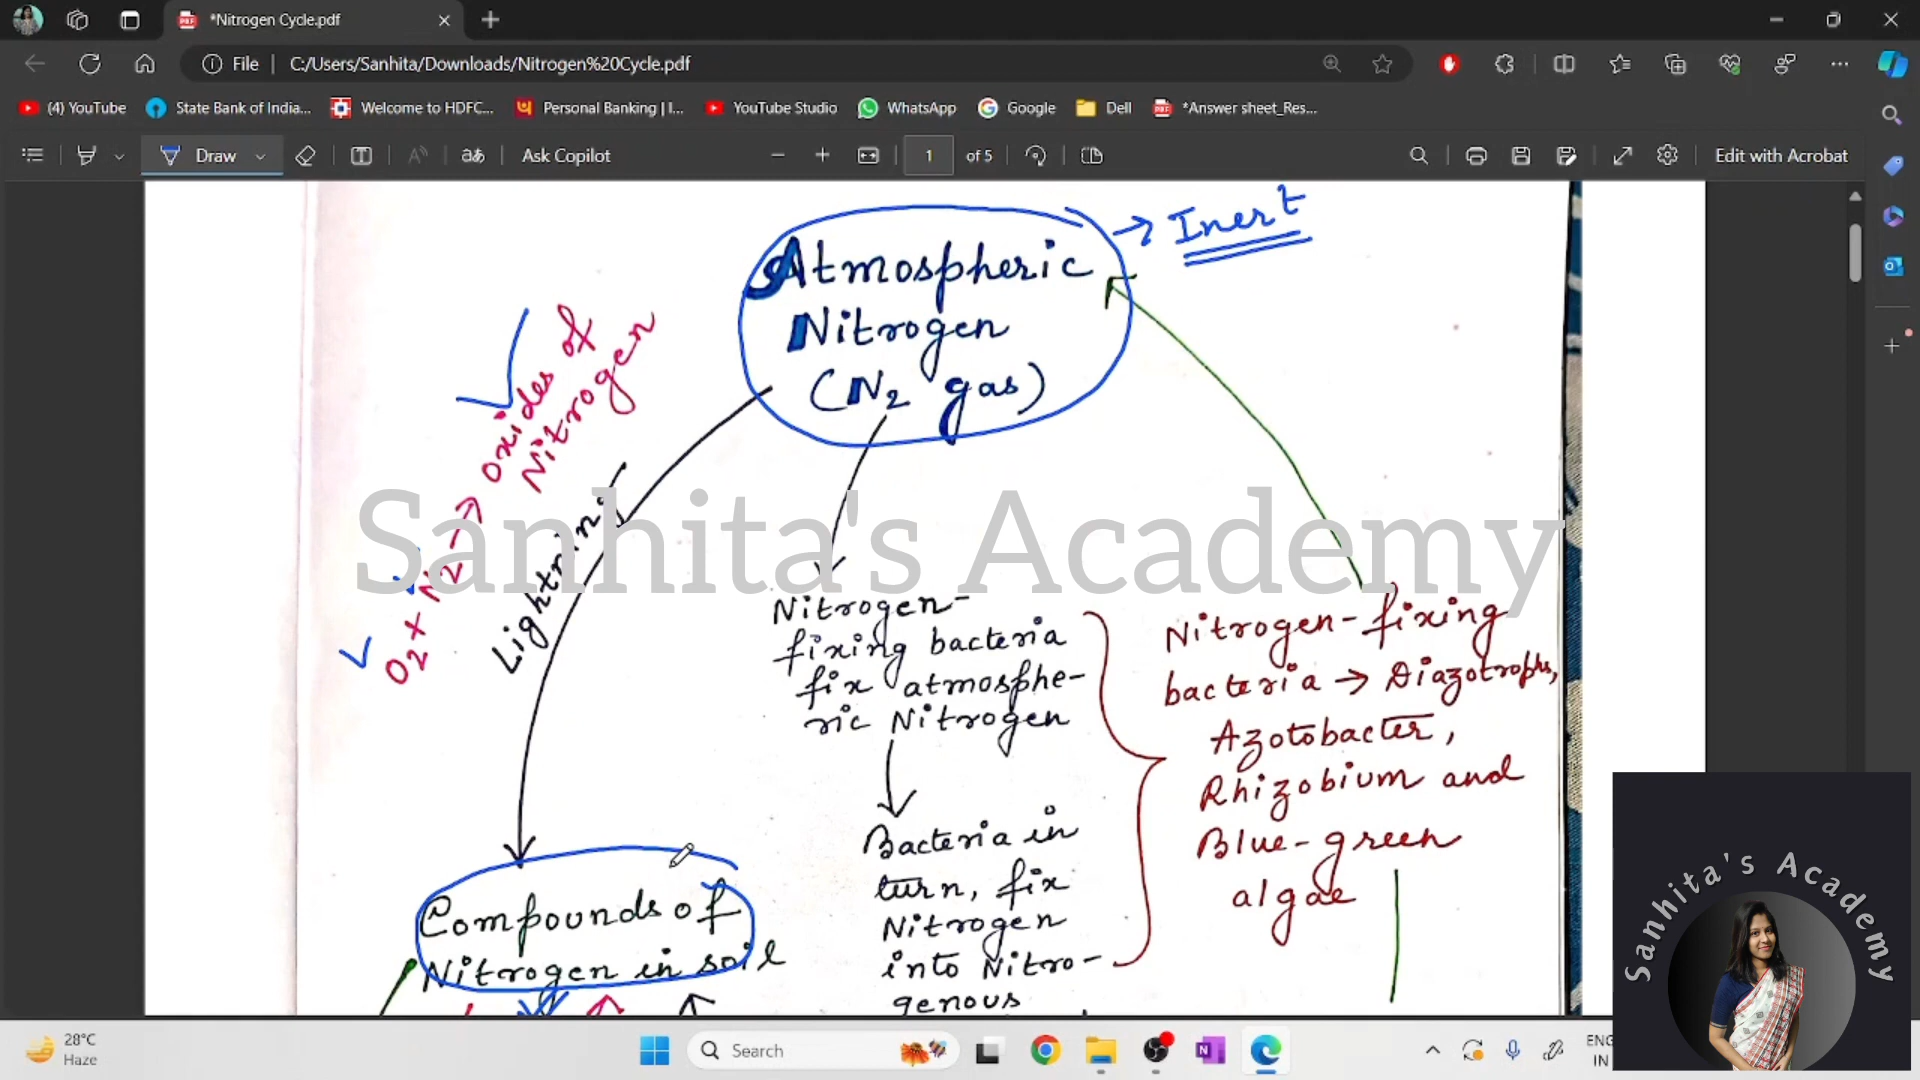 *Nitrogen Cycle.pdf
File
C:/Users/Sanhita/Downloads/Nitrogen%20Cycle.pdf
(4) YouTube
State Bank of India...
Welcome to HDFC...
Personal Banking | I...
YouTube Studio
WhatsApp
Google
Dell
*Answer sheet_Res...
Draw
Ask Copilot
1 of 5
Edit with Acrobat
→ Inert
Atmospheric
Nitrogen
(N2 gas)
O2 + N2 → oxides of
Nitrogen
Lightning
Sanhita's Academy
Nitrogen-
fixing bacteria
fix atmosphe-
ric Nitrogen
Bacteria in
turn, fix
Nitrogen
into Nitro-
genous
Nitrogen-fixing
bacteria → Diazotrophs,
Azotobacter,
Rhizobium and
Blue-green
algae
Compounds of
Nitrogen in soil
Sanhita's Academy
28°C
Haze
Search
ENG
IN